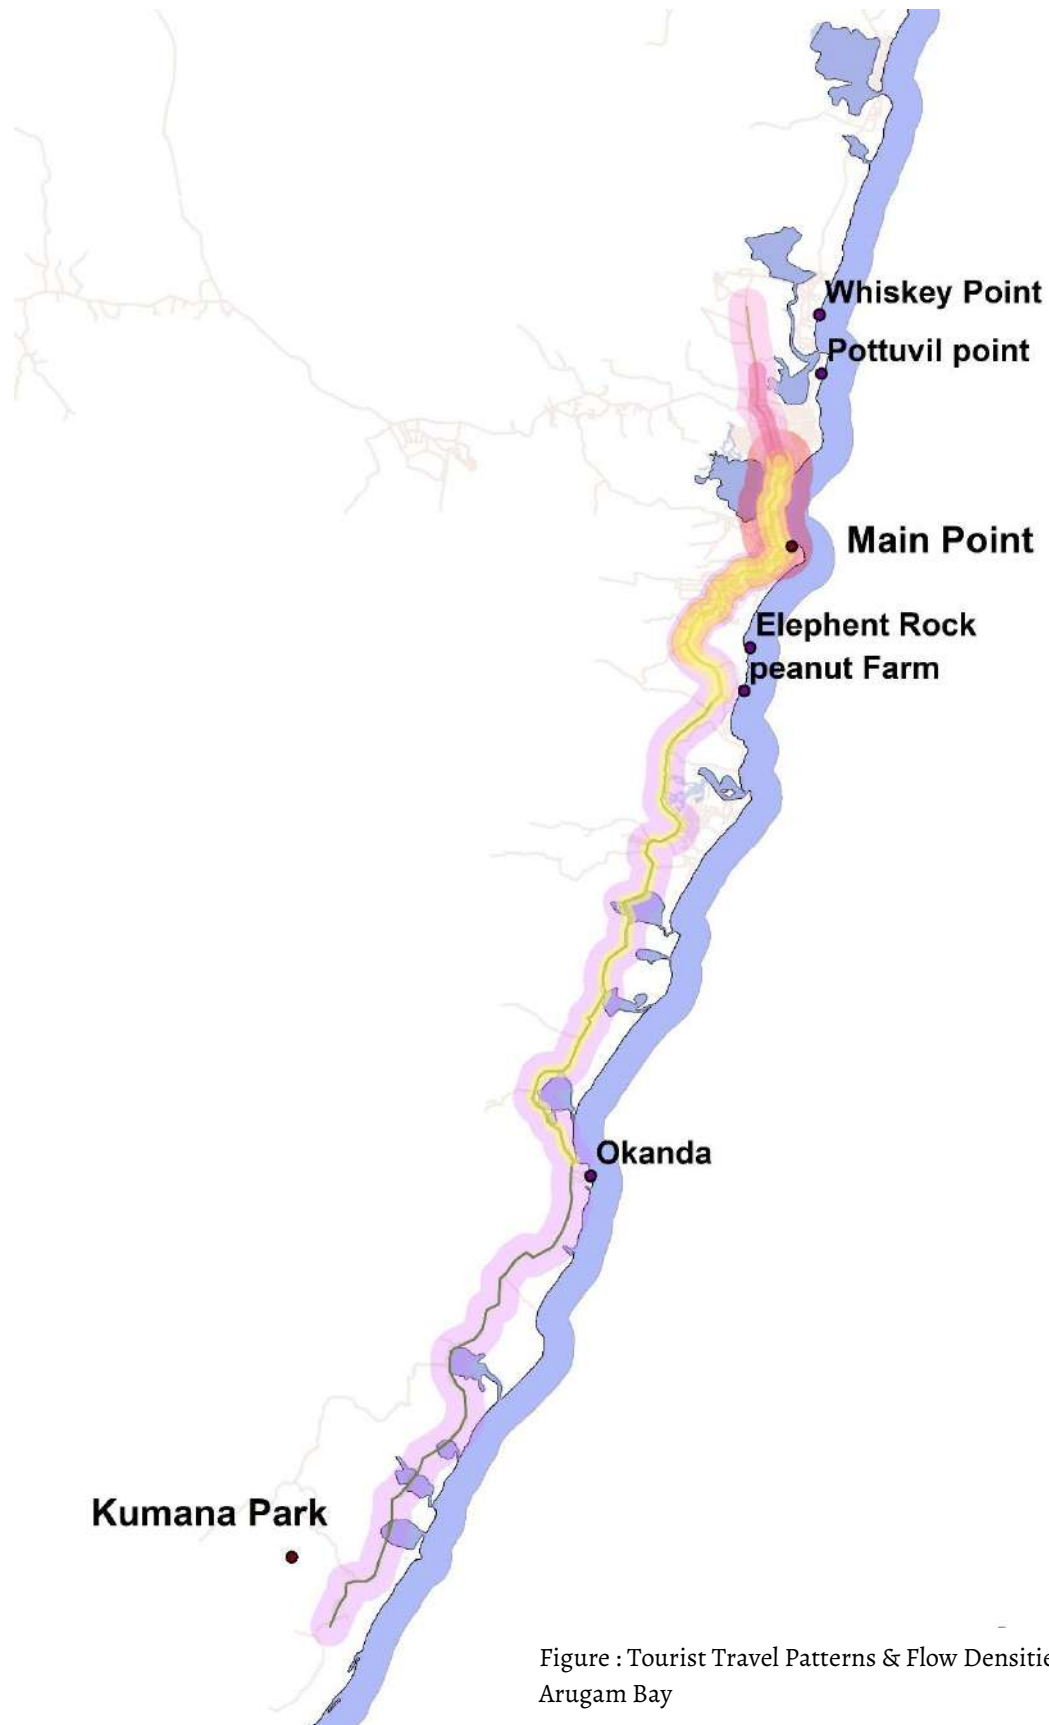 Whiskey Point
Pottuvil point
Main Point
Elephent Rock
peanut Farm
Okanda
Kumana Park
Figure : Tourist Travel Patterns & Flow Densitie
Arugam Bay